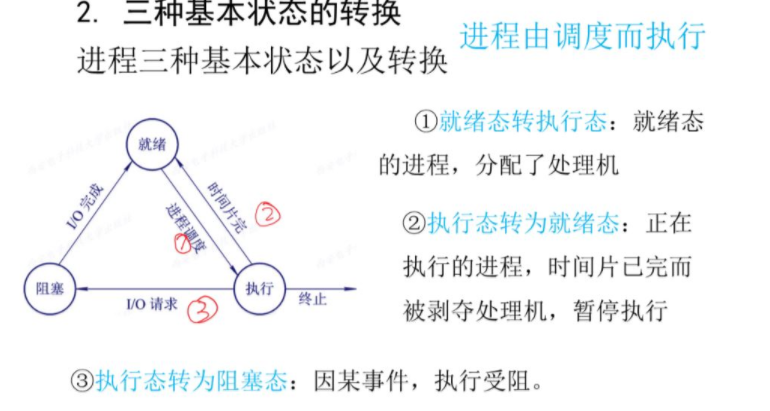 2. 三种基本状态的转换
进程由调度而执行
进程三种基本状态以及转换
就绪
I/O 完成
进程调度
①
时间片完
②
阻塞
I/O 请求
③
执行
终止
①就绪态转执行态：就绪态
的进程，分配了处理机
②执行态转为就绪态：正在
执行的进程，时间片已完而
被剥夺处理机，暂停执行
③执行态转为阻塞态：因某事件，执行受阻。